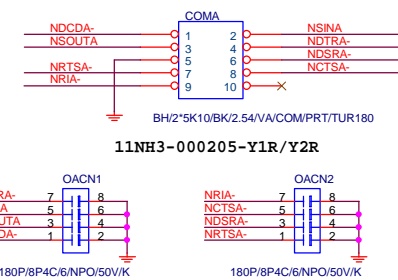 COMA
NDCDA- 1 2 NSINA
NSOUTA 3 4 NDTRA-
5 6 NDSRA-
NRTSA- 7 8 NCTSA-
NRIA- 9 10
BH/2*5K10/BK/2.54/VA/COM/PRT/TUR180
11NH3-000205-Y1R/Y2R
OACN1 OACN2
RA- 7 8 NRIA- 7 8
A 5 6 NCTSA- 5 6
UTA 3 4 NDSRA- 3 4
DA- 1 2 NRTSA- 1 2
180P/8P4C/6/NPO/50V/K 180P/8P4C/6/NPO/50V/K